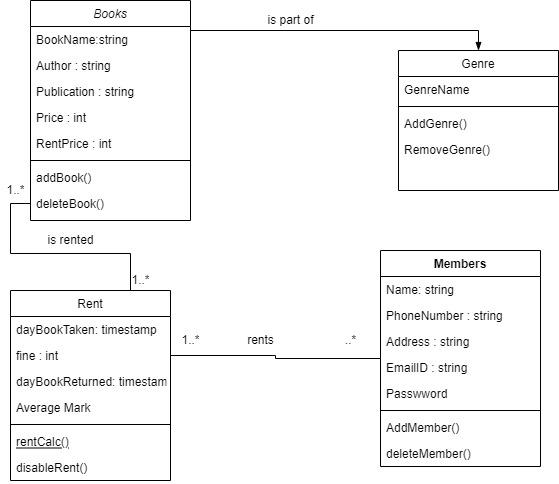 Books
BookName:string
Author : string
Publication : string
Price : int
RentPrice : int
addBook()
deleteBook()
is part of
Genre
GenreName
AddGenre()
RemoveGenre()
1..*
is rented
1..*
Rent
dayBookTaken: timestamp
fine : int
dayBookReturned: timestam
Average Mark
rentCalc()
disableRent()
1..*
rents
..*
Members
Name: string
PhoneNumber : string
Address : string
EmailID : string
Passwword
AddMember()
deleteMember()